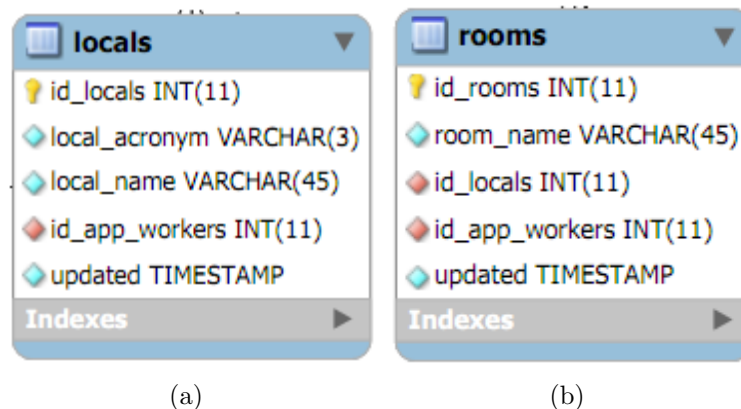 locals
id_locals INT(11)
local_acronym VARCHAR(3)
local_name VARCHAR(45)
id_app_workers INT(11)
updated TIMESTAMP
Indexes
(a)
rooms
id_rooms INT(11)
room_name VARCHAR(45)
id_locals INT(11)
id_app_workers INT(11)
updated TIMESTAMP
Indexes
(b)